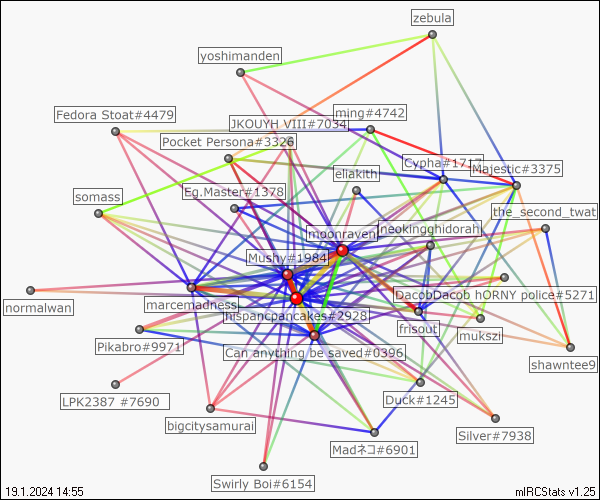 zebula
yoshimanden
ming#4742
Fedora Stoat#4479
JKOUYH VIII#7034
Pocket Persona#3326
Majestic#3375
eliakith
Eg.Master#1378
somass
the_second_twat
neokingghidorah
moonraven
Mushy#1984
DacobDacob hORNY police#5271
marcemadness
normalwan
hispancpancakes#2928
frisout
mukszi
Pikabro#9971
Can anything be saved#0396
shawntee9
LPK2387 #7690
Duck#1245
bigcitysamurai
Silver#7938
Madネコ#6901
Swirly Boi#6154
19.1.2024 14:55
mIRCStats v1.25